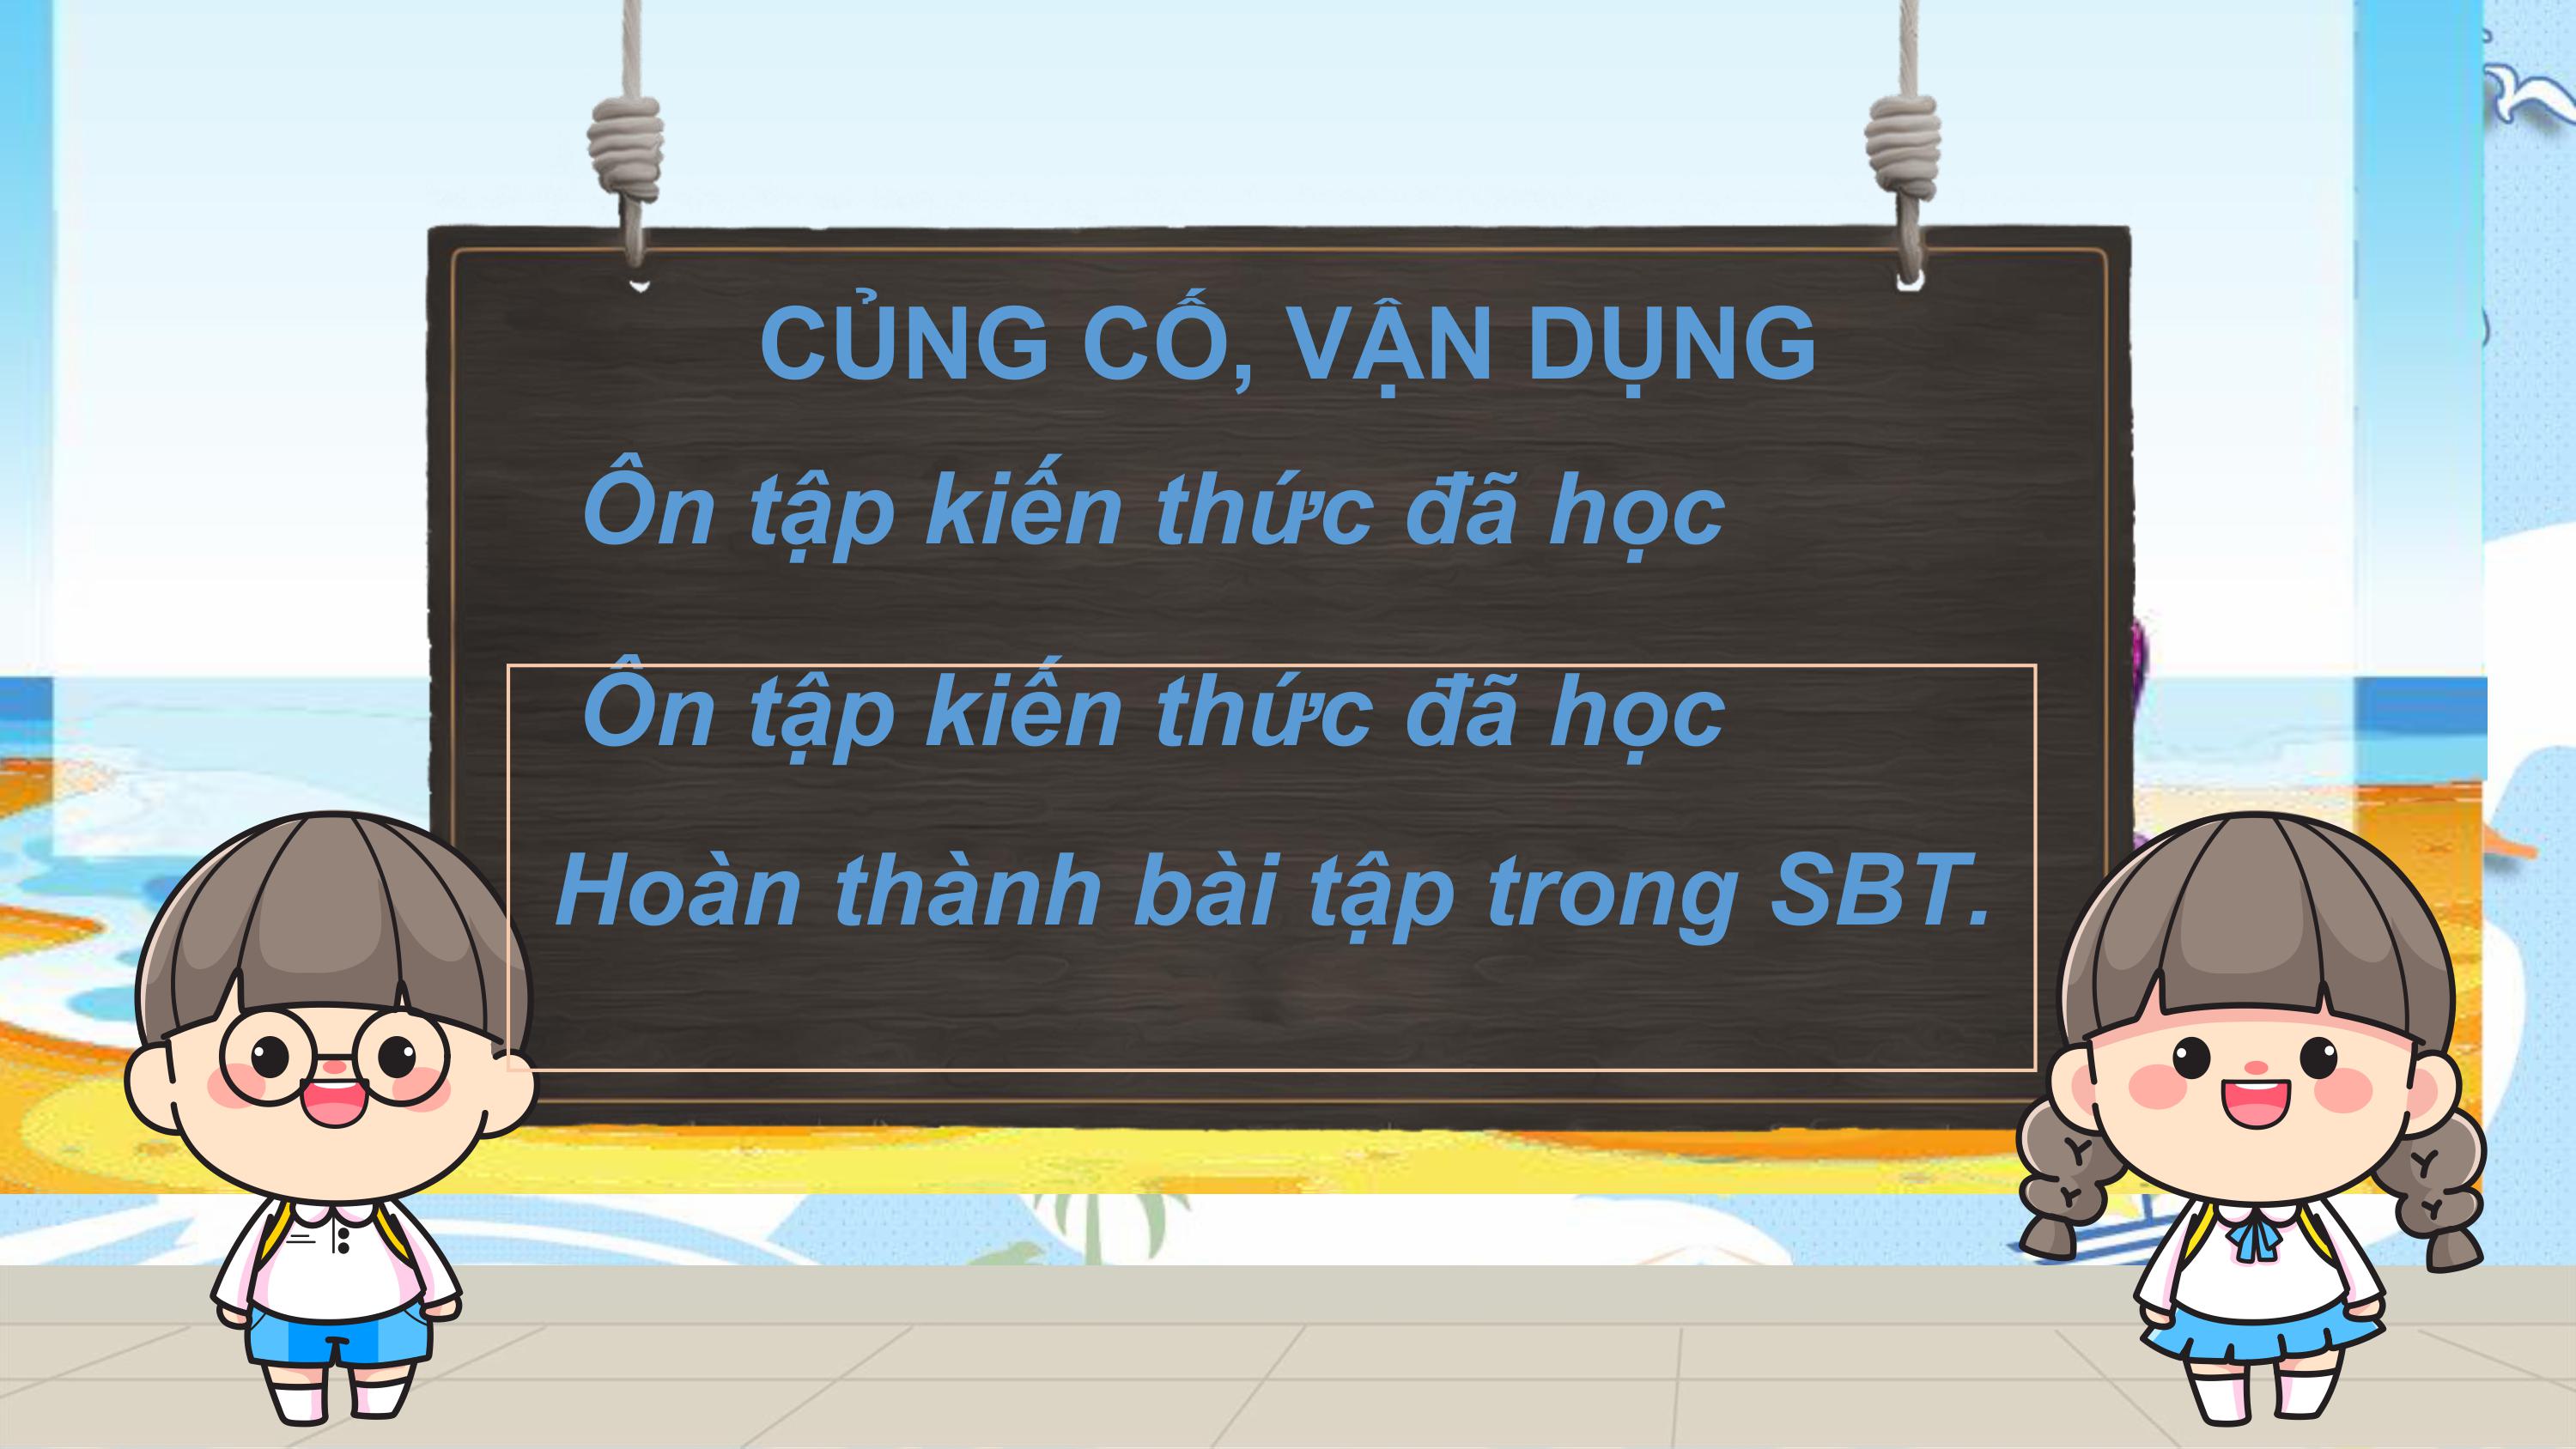 CỦNG CỐ, VẬN DỤNG
Ôn tập kiến thức đã học
Ôn tập kiến thức đã học
Hoàn thành bài tập trong SBT.